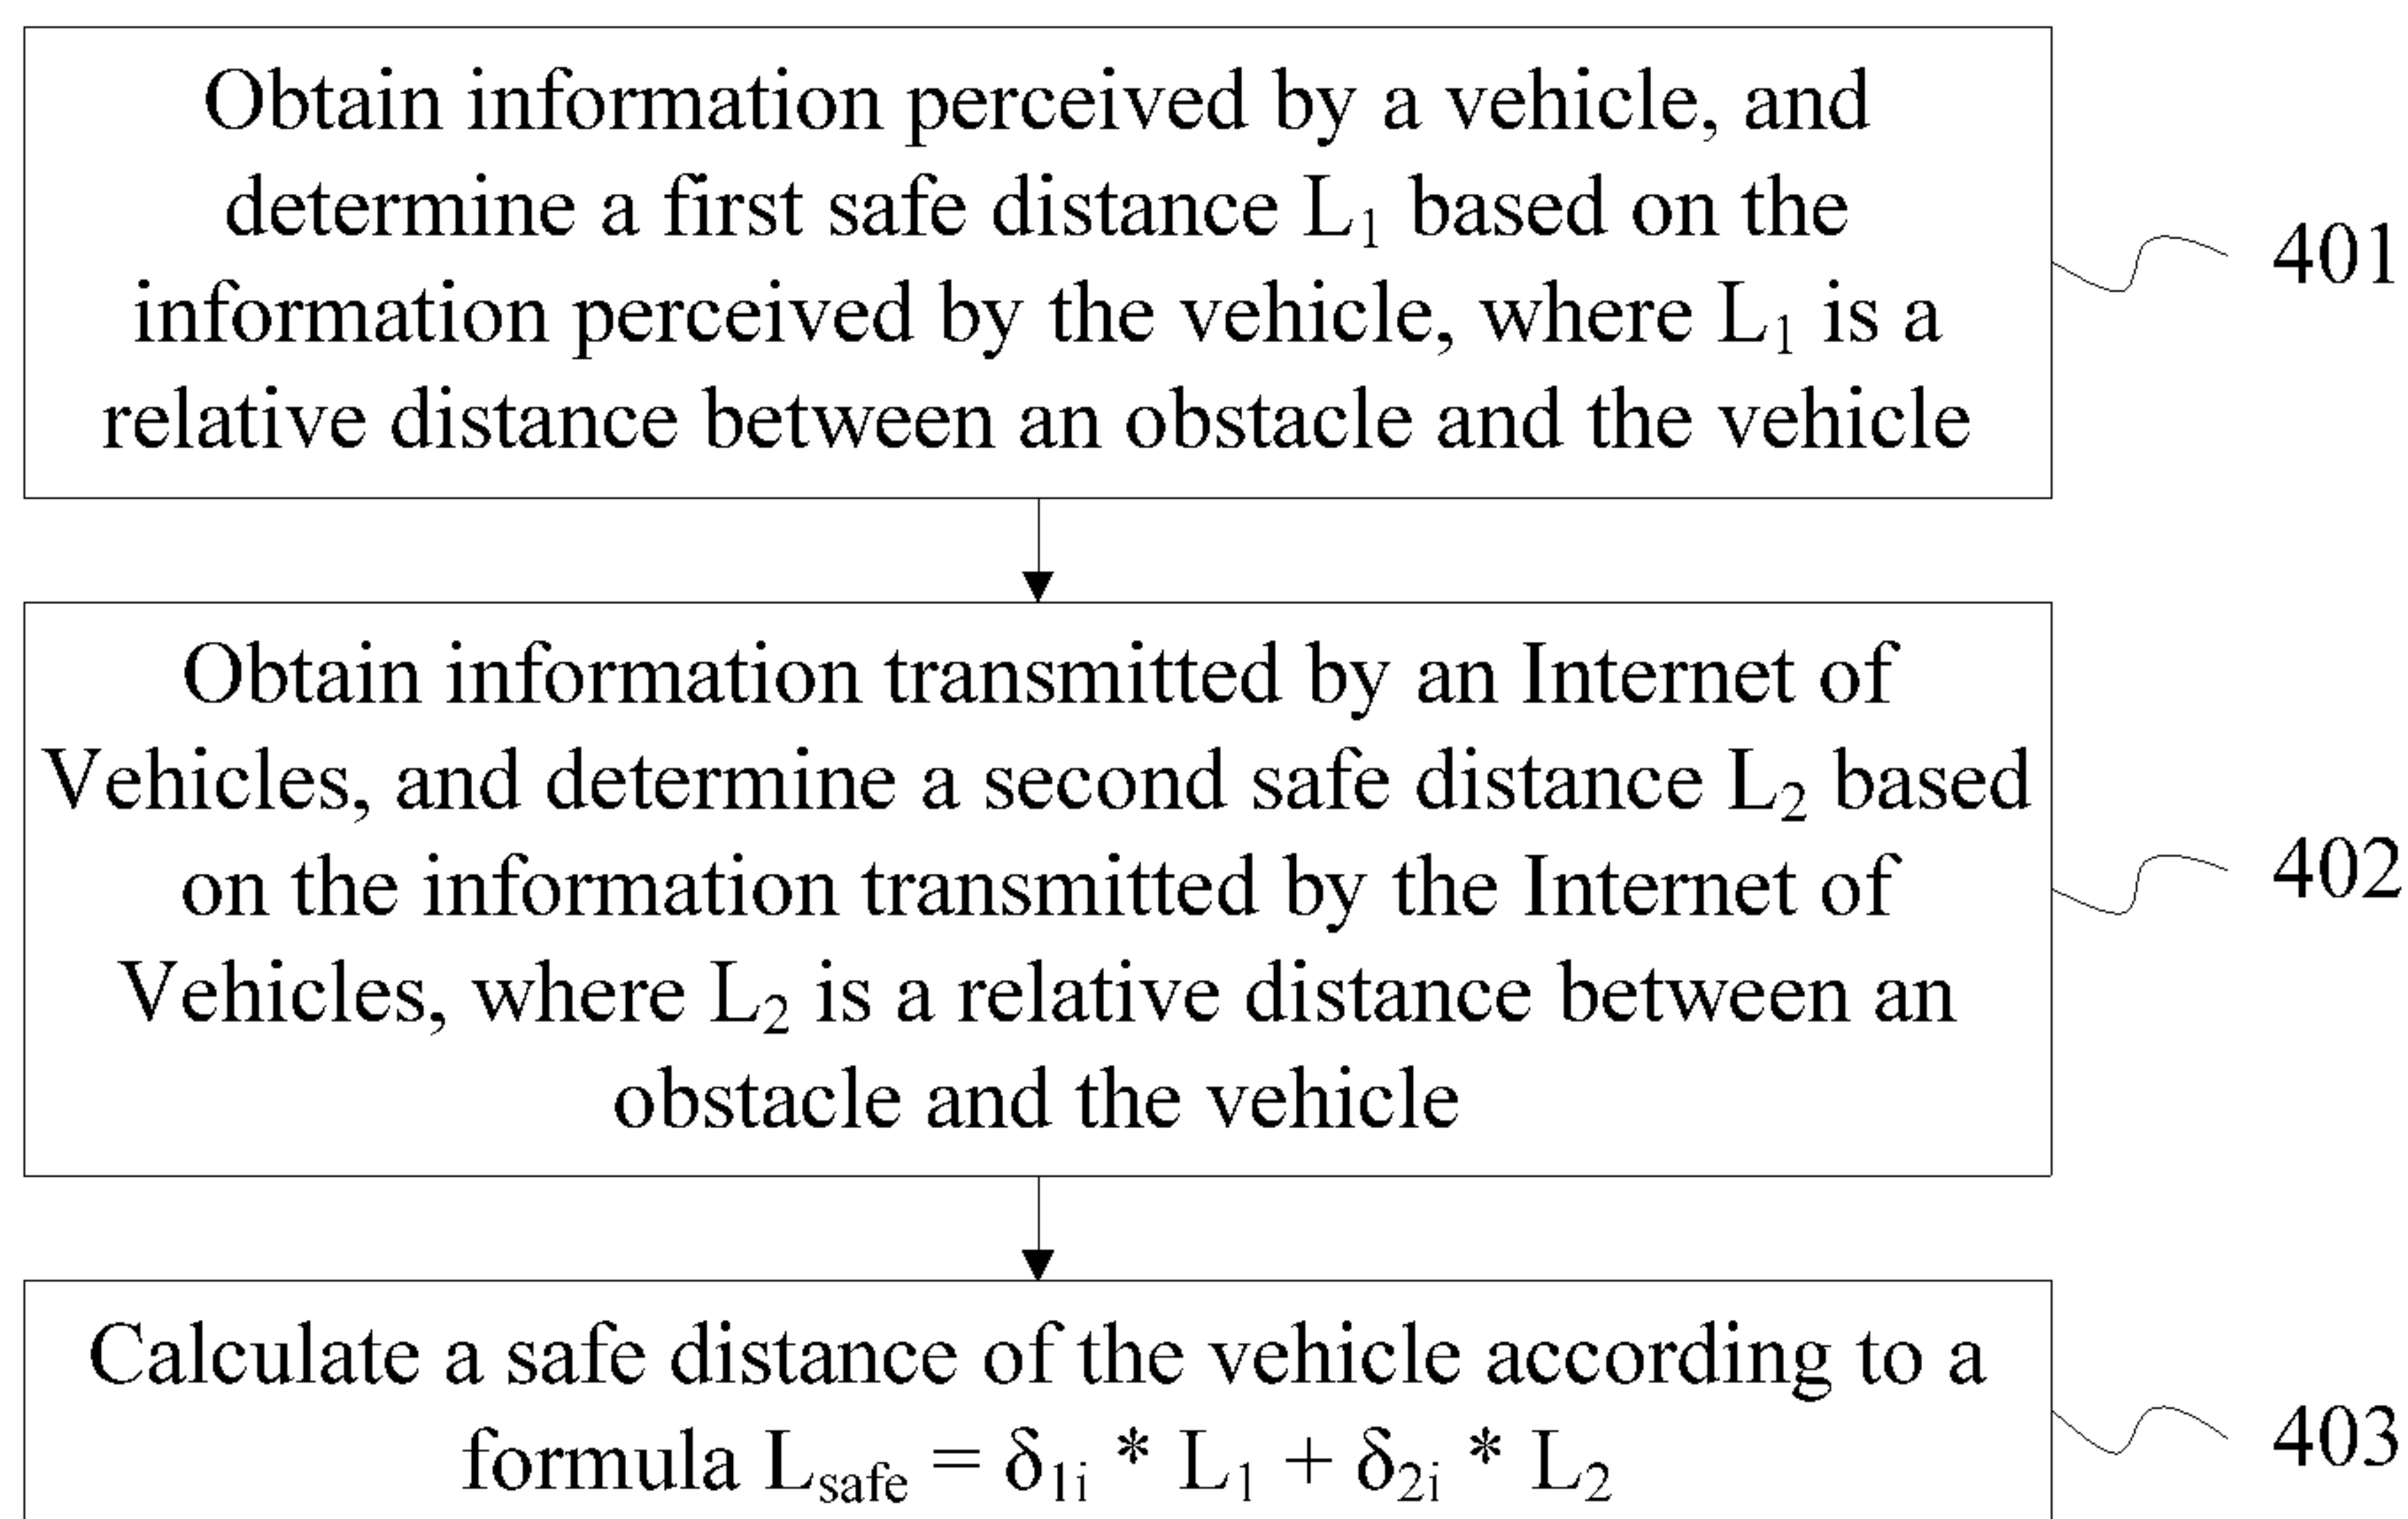 Obtain information perceived by a vehicle, and
determine a first safe distance L₁ based on the
information perceived by the vehicle, where L₁ is a
relative distance between an obstacle and the vehicle
401
Obtain information transmitted by an Internet of
Vehicles, and determine a second safe distance L₂ based
on the information transmitted by the Internet of
Vehicles, where L₂ is a relative distance between an
obstacle and the vehicle
402
Calculate a safe distance of the vehicle according to a
formula Lsafe = δ₁ᵢ * L₁ + δ₂ᵢ * L₂
403